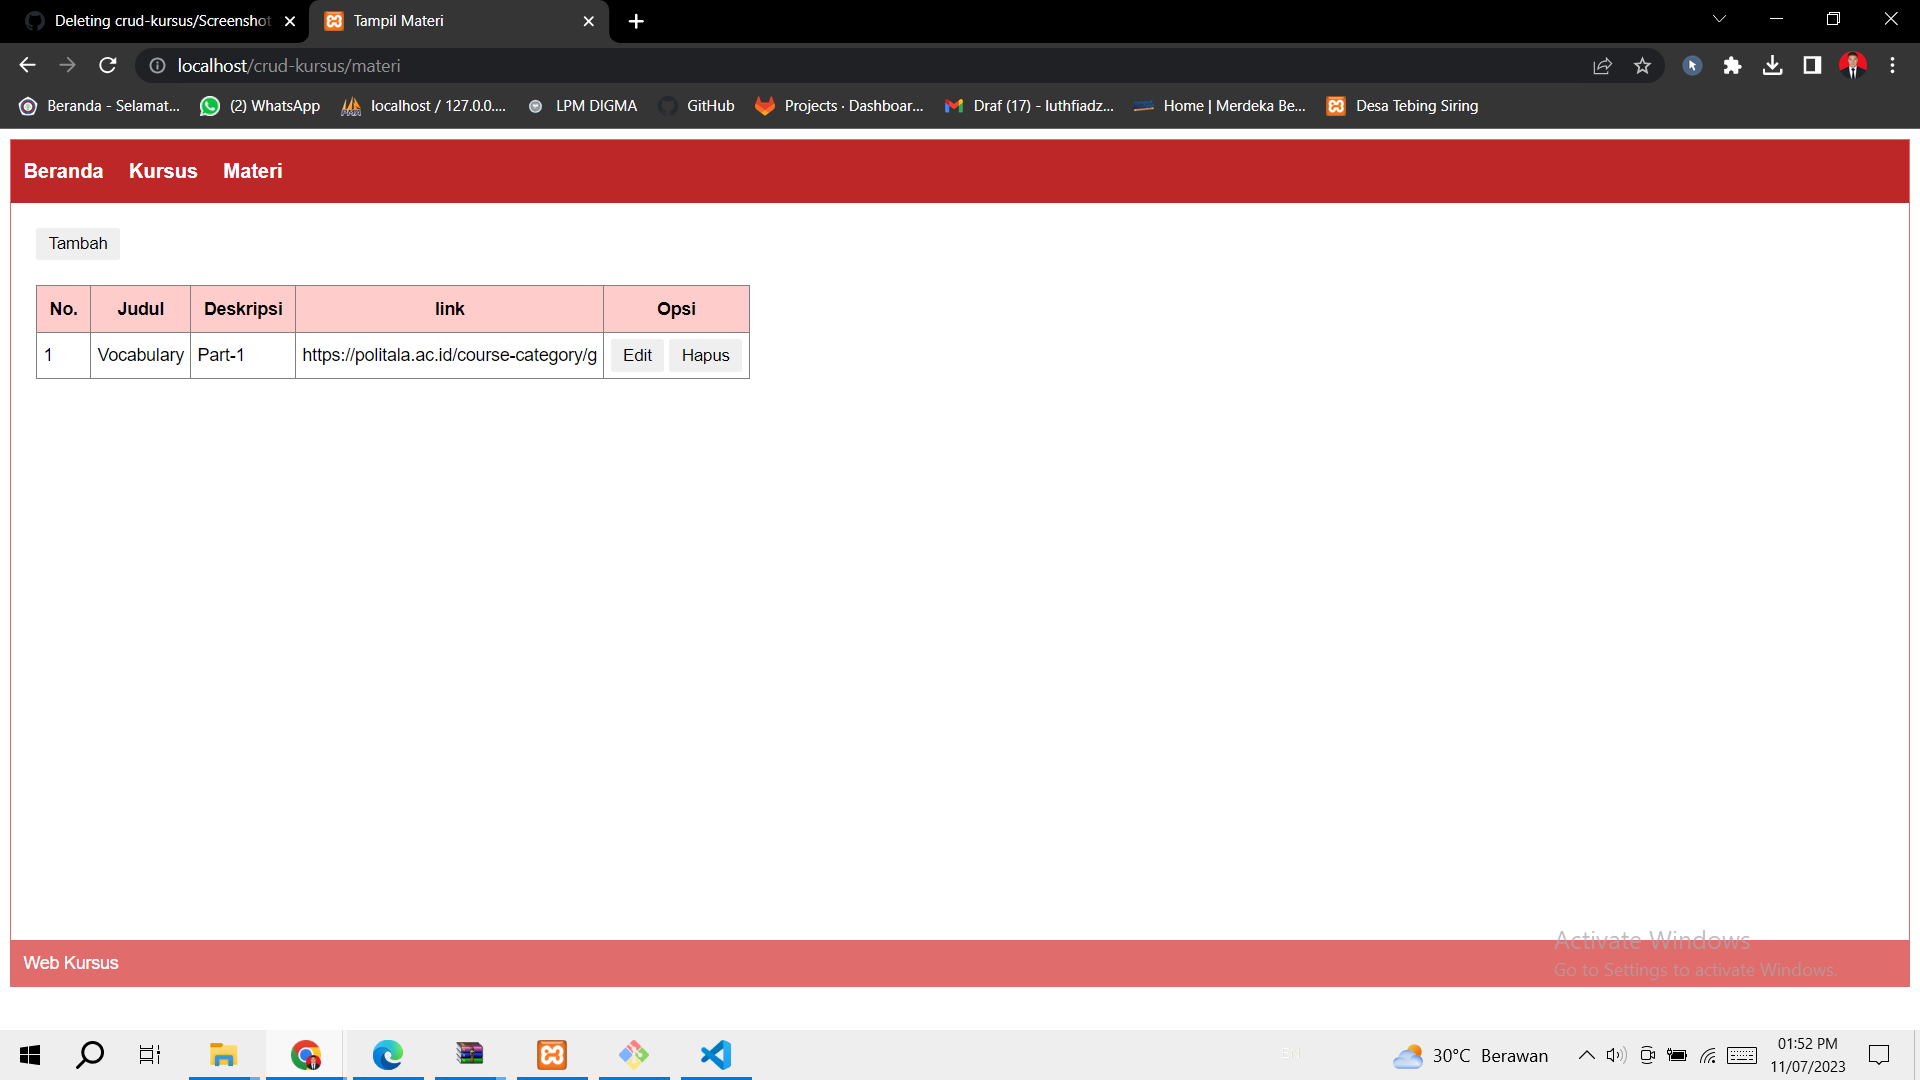 Deleting crud-kursus/Screenshot
Tampil Materi
localhost/crud-kursus/materi
Beranda - Selamat...
(2) WhatsApp
localhost / 127.0.0....
LPM DIGMA
GitHub
Projects · Dashboar...
Draf (17) - luthfiadz...
Home | Merdeka Be...
Desa Tebing Siring
Beranda Kursus Materi
Tambah
No. Judul Deskripsi link Opsi
1 Vocabulary Part-1 https://politala.ac.id/course-category/g Edit Hapus
Activate Windows
Web Kursus
Go to Settings to activate Windows.
30°C Berawan
01:52 PM
11/07/2023